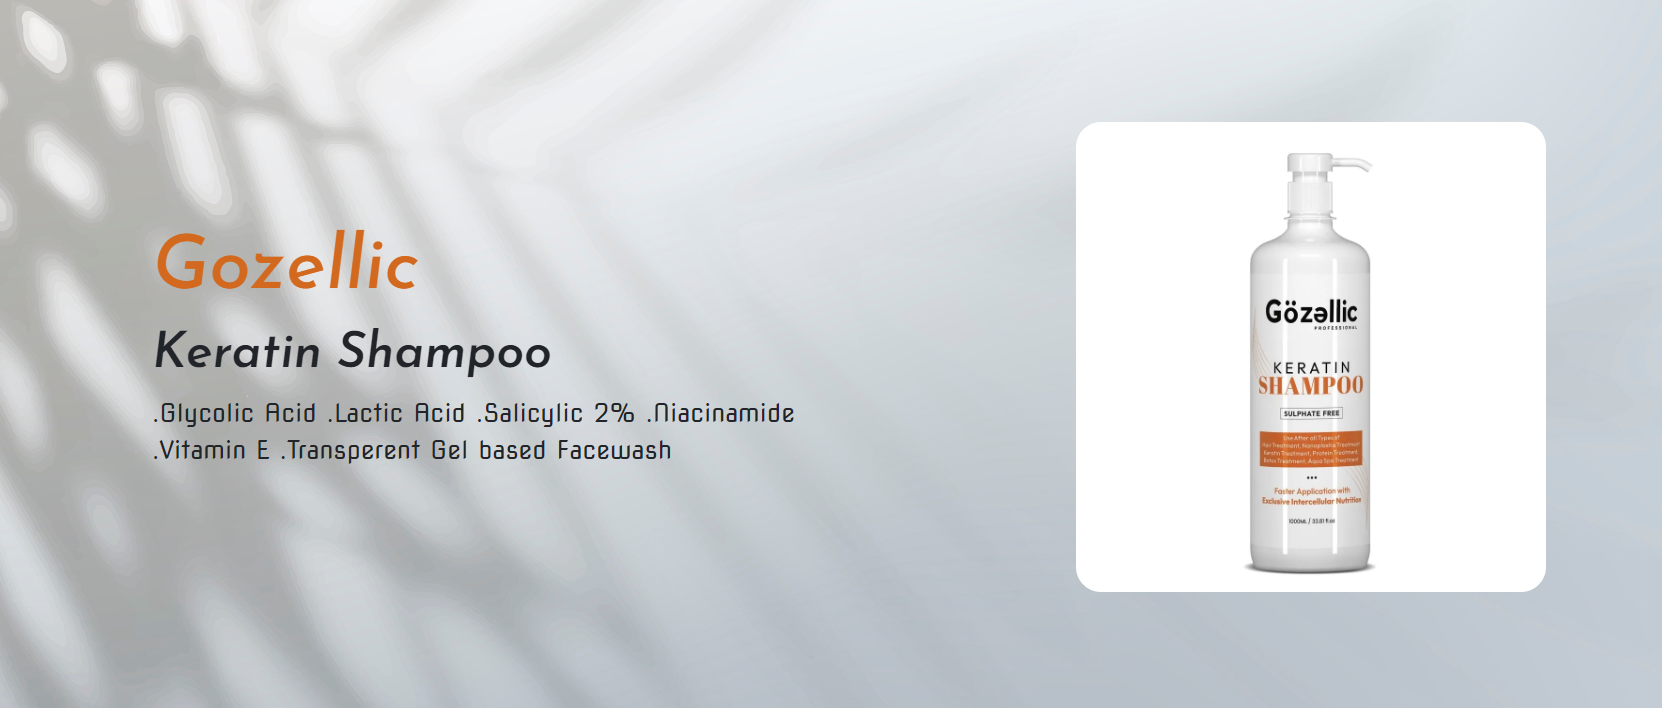 Gozellic
Keratin Shampoo
.Glycolic Acid .Lactic Acid .Salicylic 2% .Niacinamide
.Vitamin E .Transperent Gel based Facewash
Gözəllic
PROFESSIONAL
KERATIN
SHAMPOO
SULPHATE FREE
Use After all Types of
Hair Treatment, Nanoplastia Treatment
Keratin Treatment, Protein Treatment
Botox Treatment, Aqua Spa Treatment
Faster Application with
Exclusive Intercellular Nutrition
1000ML / 33.81 fl.oz